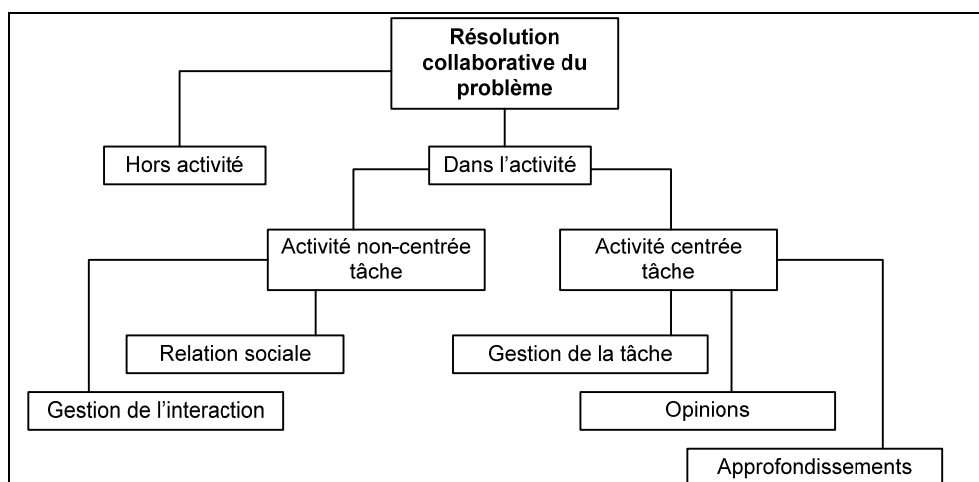 Résolution
collaborative du
problème
Hors activité
Dans l’activité
Activité non-centrée
tâche
Activité centrée
tâche
Relation sociale
Gestion de la tâche
Gestion de l’interaction
Opinions
Approfondissements